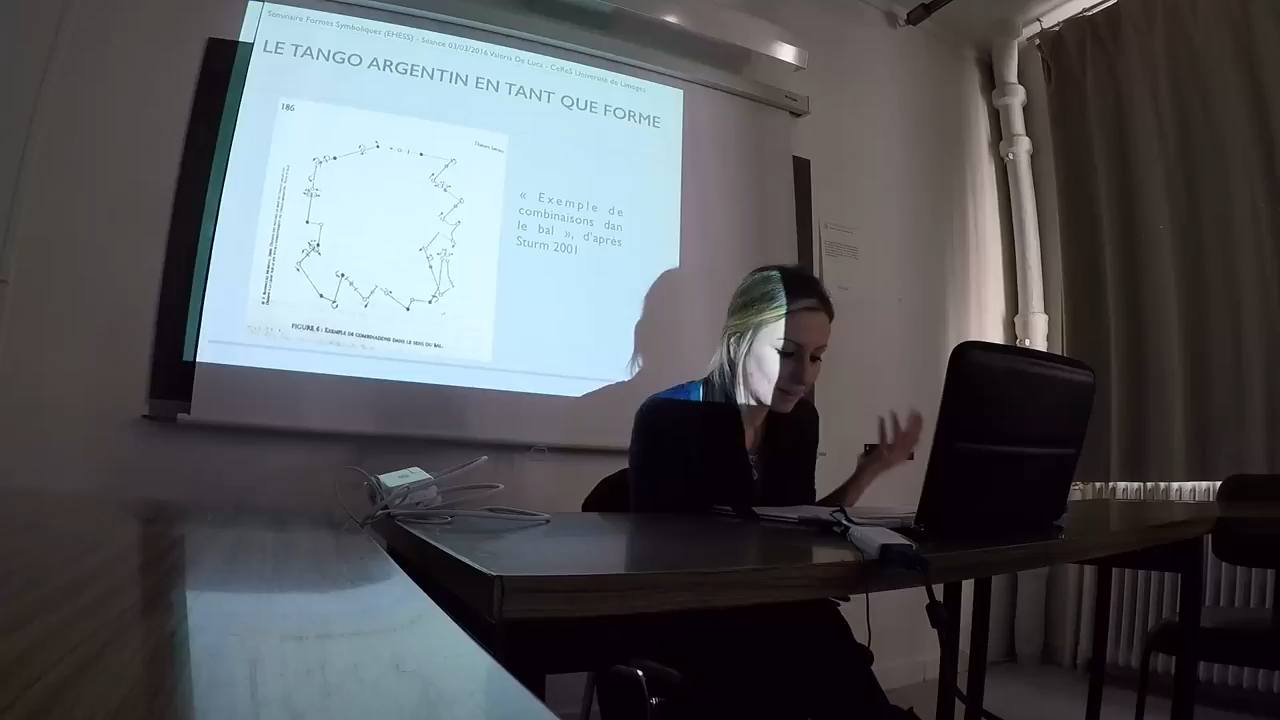 Séminaire Formes Symboliques (EHESS) - Séance 03/03/2016 Valeria De Luca - CeReS Université de Limoges
LE TANGO ARGENTIN EN TANT QUE FORME
186
« Exemple de
combinaisons dan
le bal », d'après
Sturm 2001
FIGURE 6 : EXEMPLE DE COMBINAISONS DANS LE SENS DU BAL.